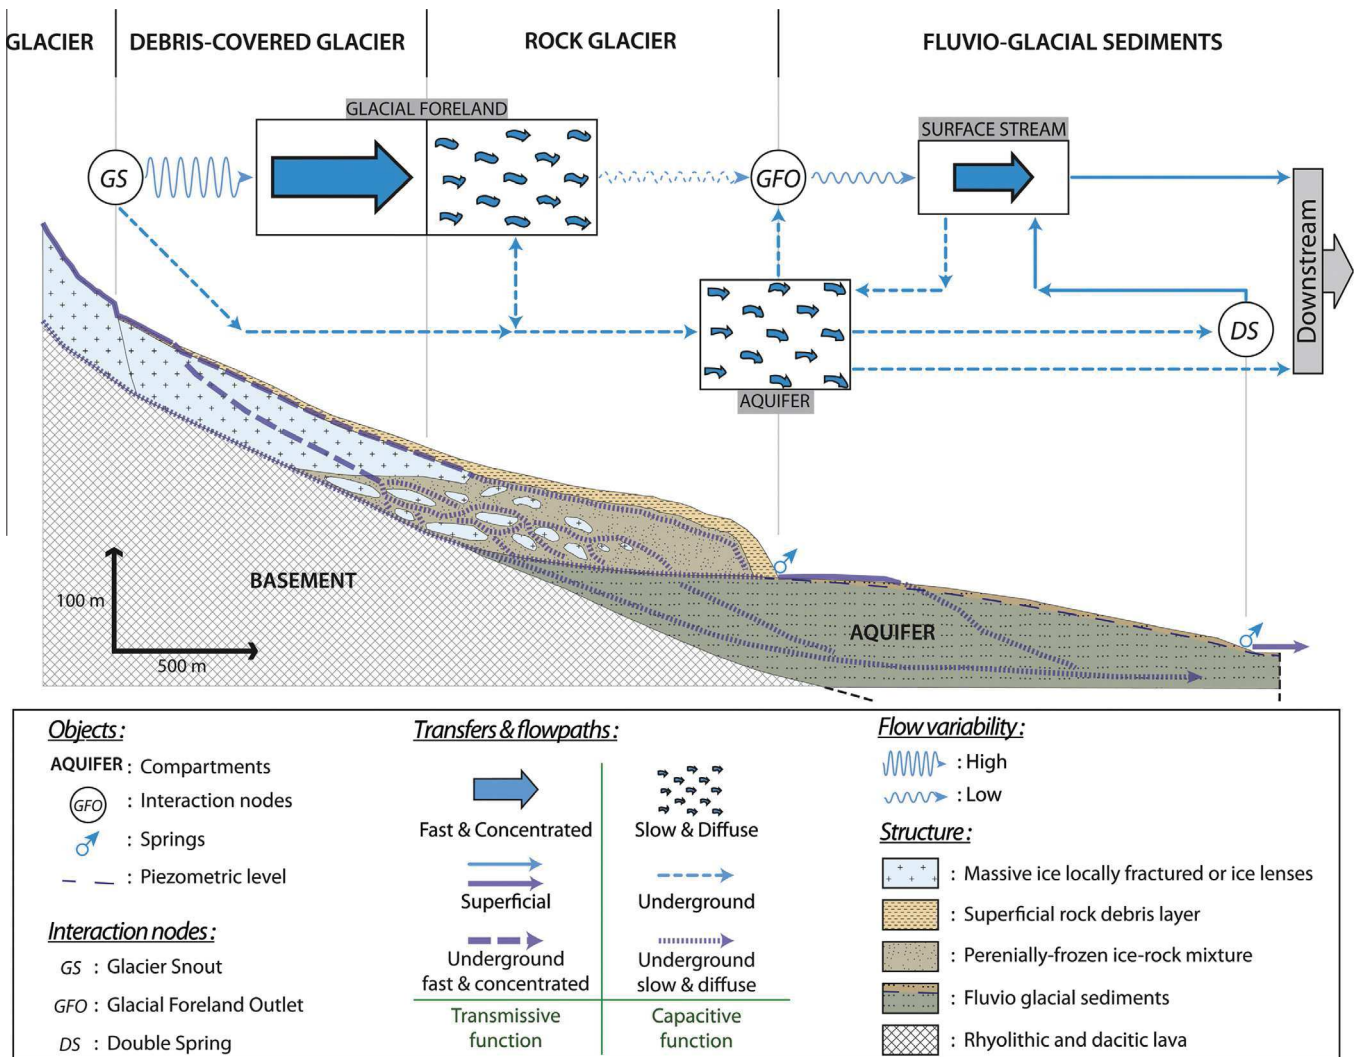 GLACIER
DEBRIS-COVERED GLACIER
ROCK GLACIER
FLUVIO-GLACIAL SEDIMENTS
GLACIAL FORELAND
SURFACE STREAM
GS
GFO
Downstream
DS
AQUIFER
BASEMENT
100 m
500 m
AQUIFER
Objects:
AQUIFER : Compartments
GFO : Interaction nodes
: Springs
: Piezometric level
Interaction nodes:
GS : Glacier Snout
GFO : Glacial Foreland Outlet
DS : Double Spring
Transfers & flowpaths:
Fast & Concentrated
Slow & Diffuse
Superficial
Underground
Underground
fast & concentrated
Underground
slow & diffuse
Transmissive
function
Capacitive
function
Flow variability:
: High
: Low
Structure:
: Massive ice locally fractured or ice lenses
: Superficial rock debris layer
: Perenially-frozen ice-rock mixture
: Fluvio glacial sediments
: Rhyolithic and dacitic lava